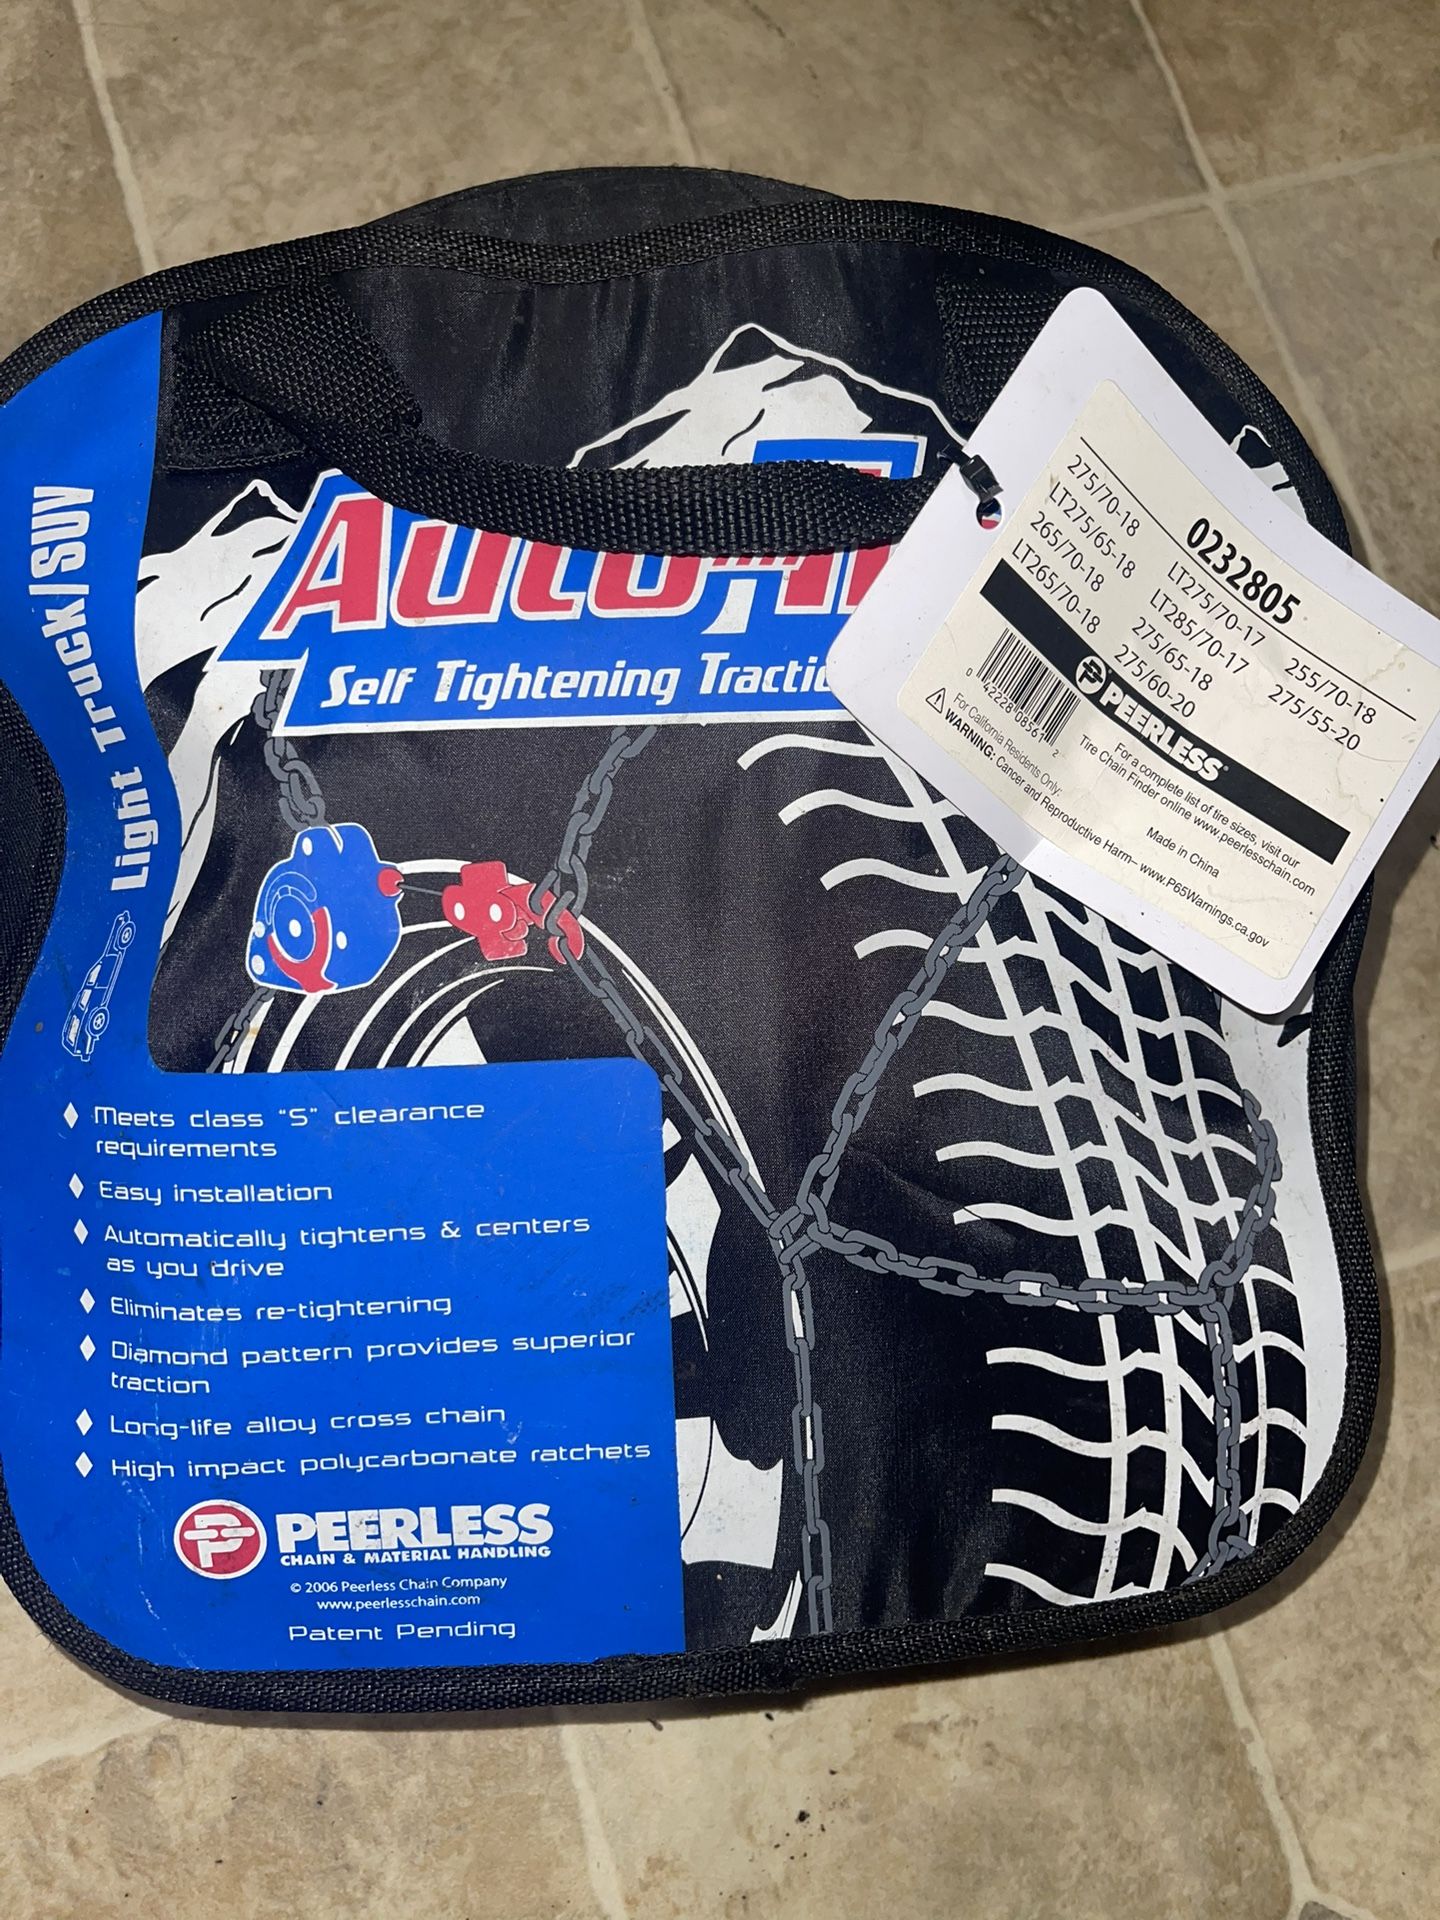 Light Truck/SUV
Auto
Self Tightening
0232805
275/70-18 LT275/70-17 255/70-18
LT275/65-18 LT285/70-17 275/55-20
265/70-18 275/65-18
LT265/70-18 275/60-20
PEERLESS
0 42228 08561 2
For a complete list of tire sizes, visit our
Tire Chain Finder online www.peerlesschain.com
Made in China
For California Residents Only:
WARNING: Cancer and Reproductive Harm– www.P65Warnings.ca.gov
Meets class "S" clearance
requirements
Easy installation
Automatically tightens & centers
as you drive
Eliminates re-tightening
Diamond pattern provides superior
traction
Long-life alloy cross chain
High impact polycarbonate ratchets
PEERLESS
CHAIN & MATERIAL HANDLING
© 2006 Peerless Chain Company
www.peerlesschain.com
Patent Pending